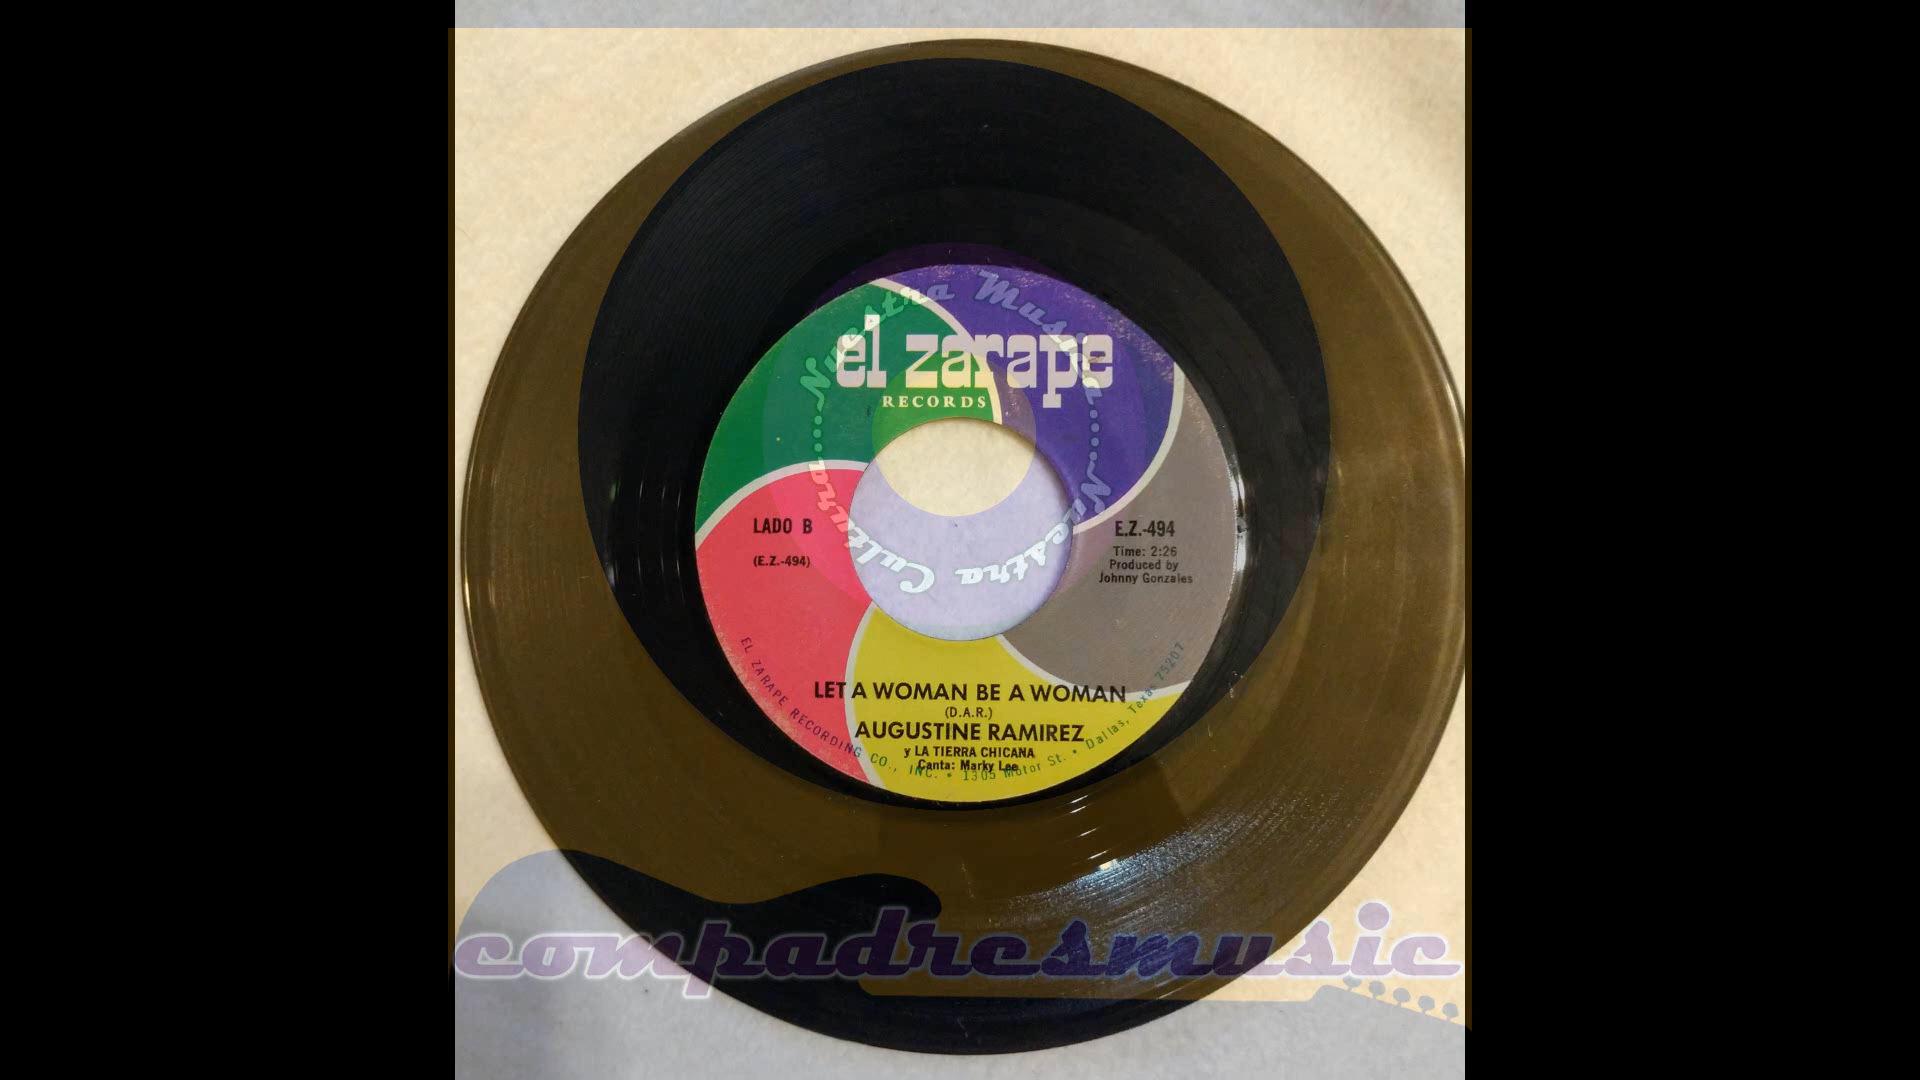 el zarape
RECORDS
Nuestra Musica.....Nuestra Cultura....
LADO B
(E.Z.-494)
E.Z.-494
Time: 2:26
Produced by
Johnny Gonzales
LET A WOMAN BE A WOMAN
(D.A.R.)
AUGUSTINE RAMIREZ
y LA TIERRA CHICANA
Canta: Marky Lee
EL ZARAPE RECORDING CO., INC. • 1305 Motor St. • Dallas, Texas 75207
compadresmusic